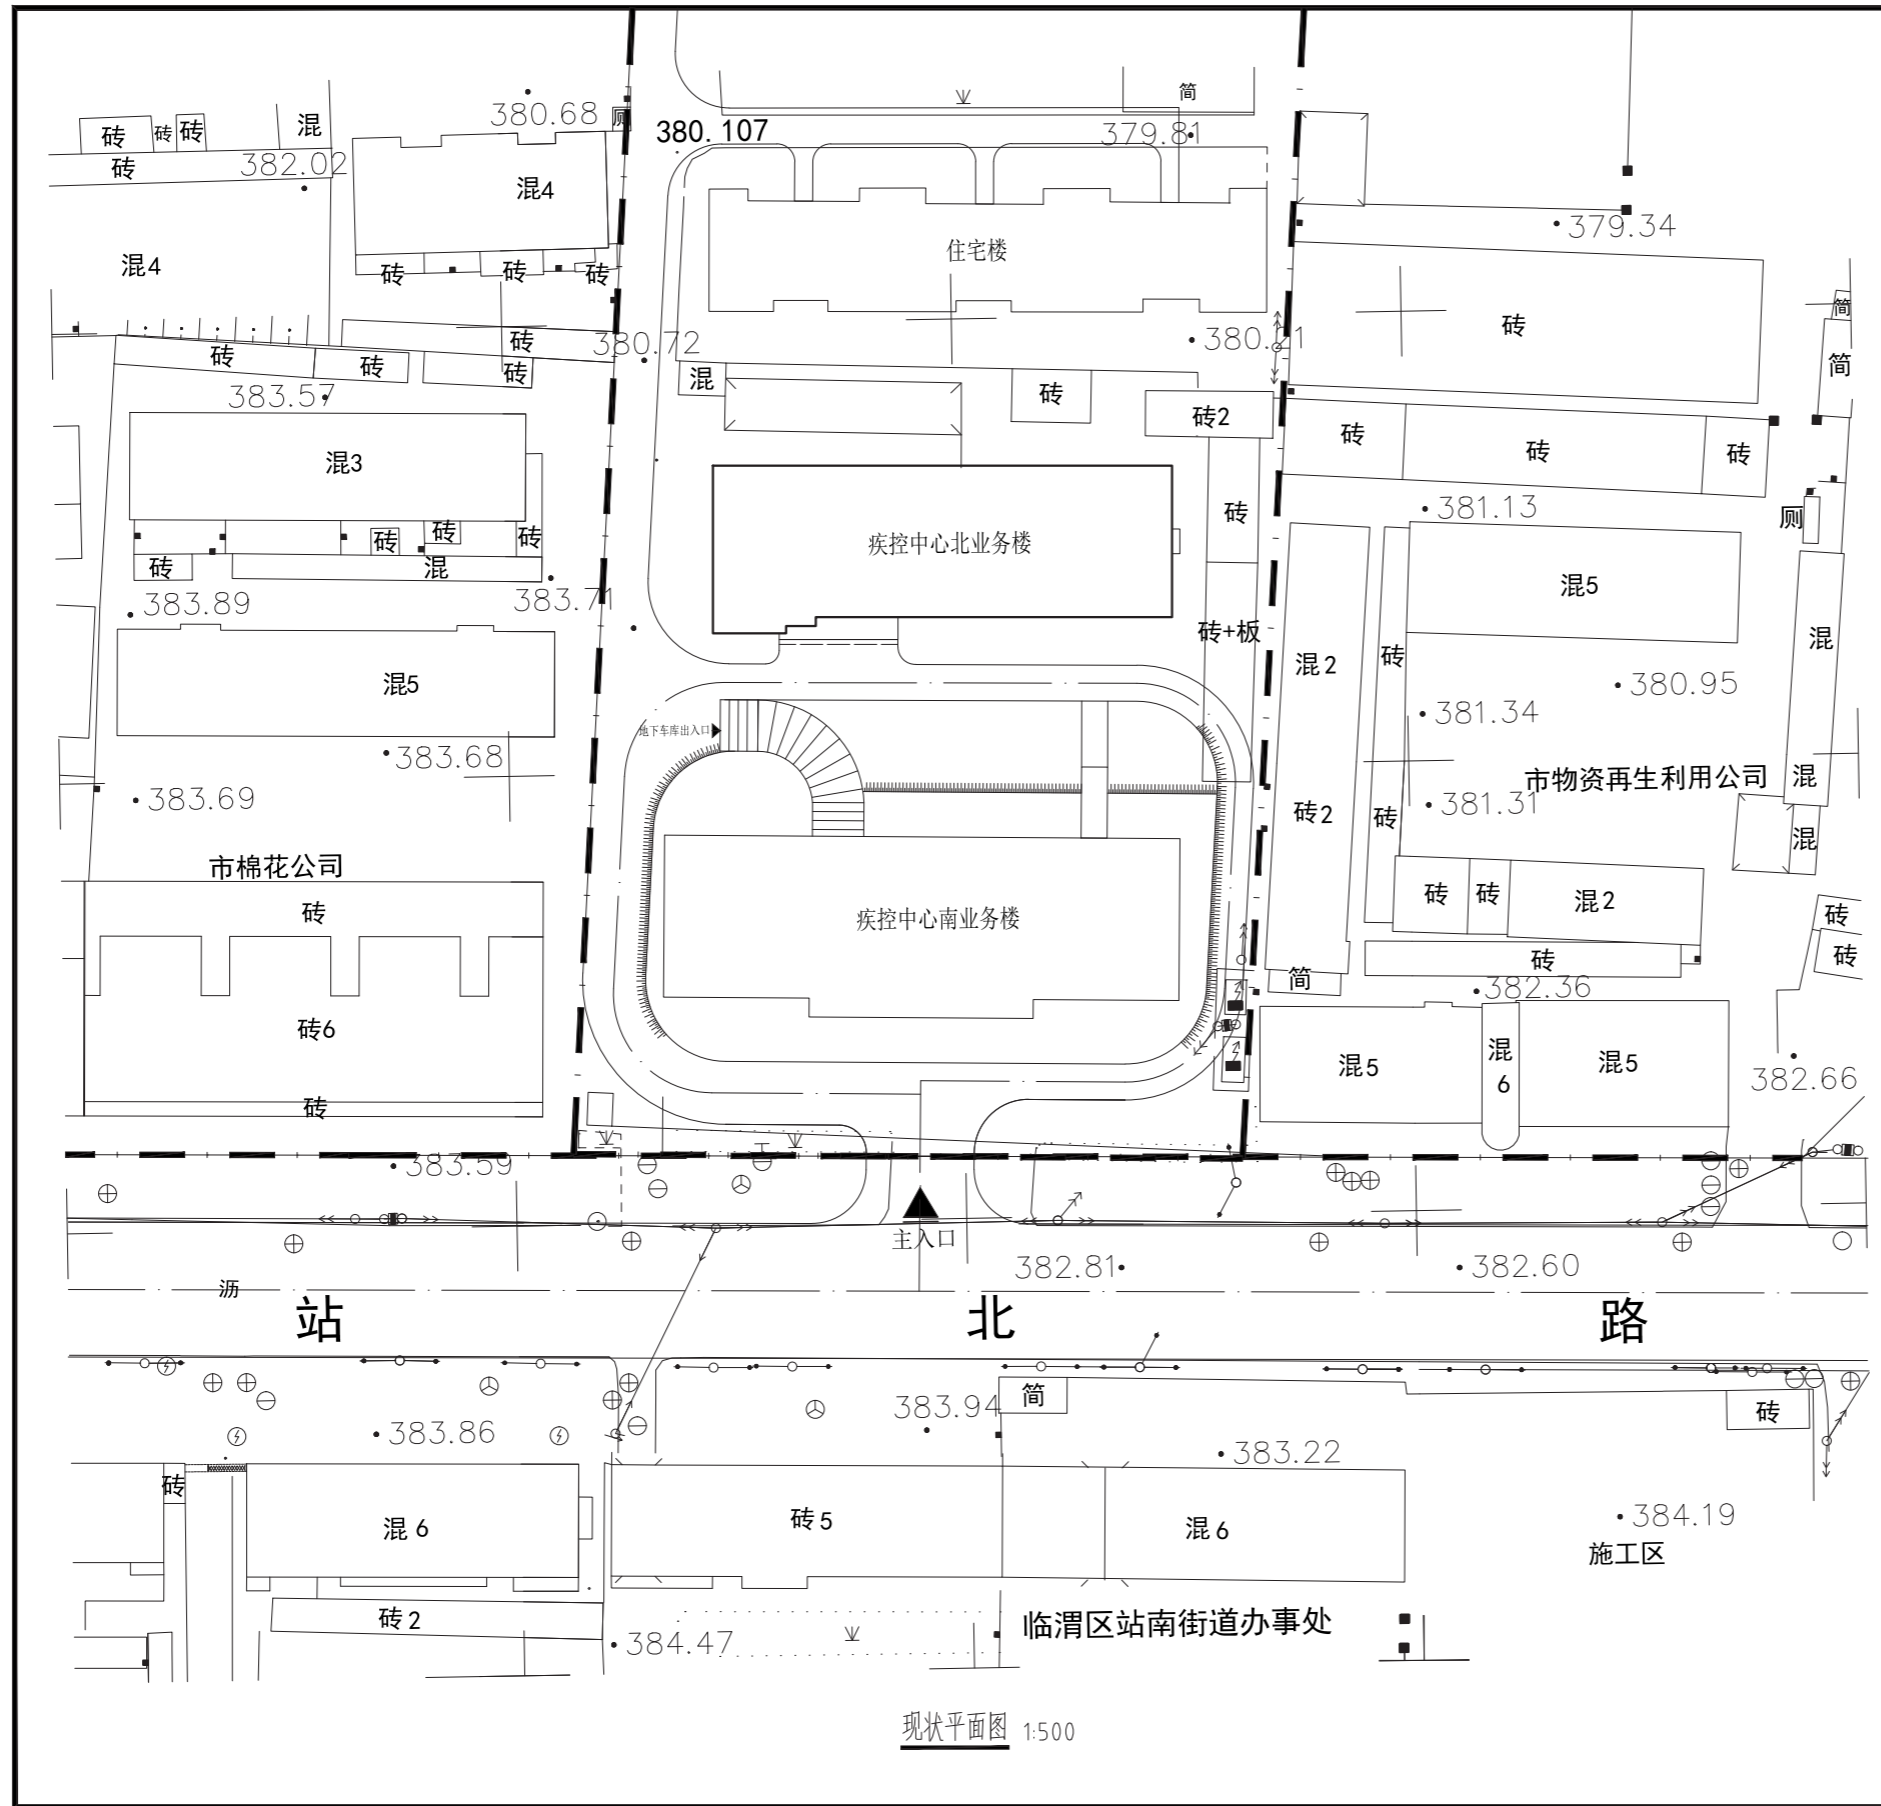 简
380.68
厕
砖
砖
砖
混
380.107
379.81
砖
382.02
混4
379.34
住宅楼
混4
砖
砖
砖
简
砖
砖
380.72
380.21
简
砖
砖
砖
混
砖
383.57
砖2
砖
砖
砖
混3
381.13
砖
厕
砖
砖
砖
疾控中心北业务楼
砖
混
混5
383.89
383.71
砖+板
混
混2
砖
混5
380.95
381.34
地下车库出入口
383.68
市物资再生利用公司
混
383.69
381.31
砖2
砖
混
市棉花公司
砖
砖
混2
砖
砖
疾控中心南业务楼
砖
砖
简
382.36
砖6
混5
混
6
混5
382.66
砖
383.59
主入口
382.81
382.60
沥
站 北 路
383.94
简
砖
383.86
383.22
砖
混6
砖5
混6
384.19
施工区
砖2
临渭区站南街道办事处
384.47
现状平面图 1:500